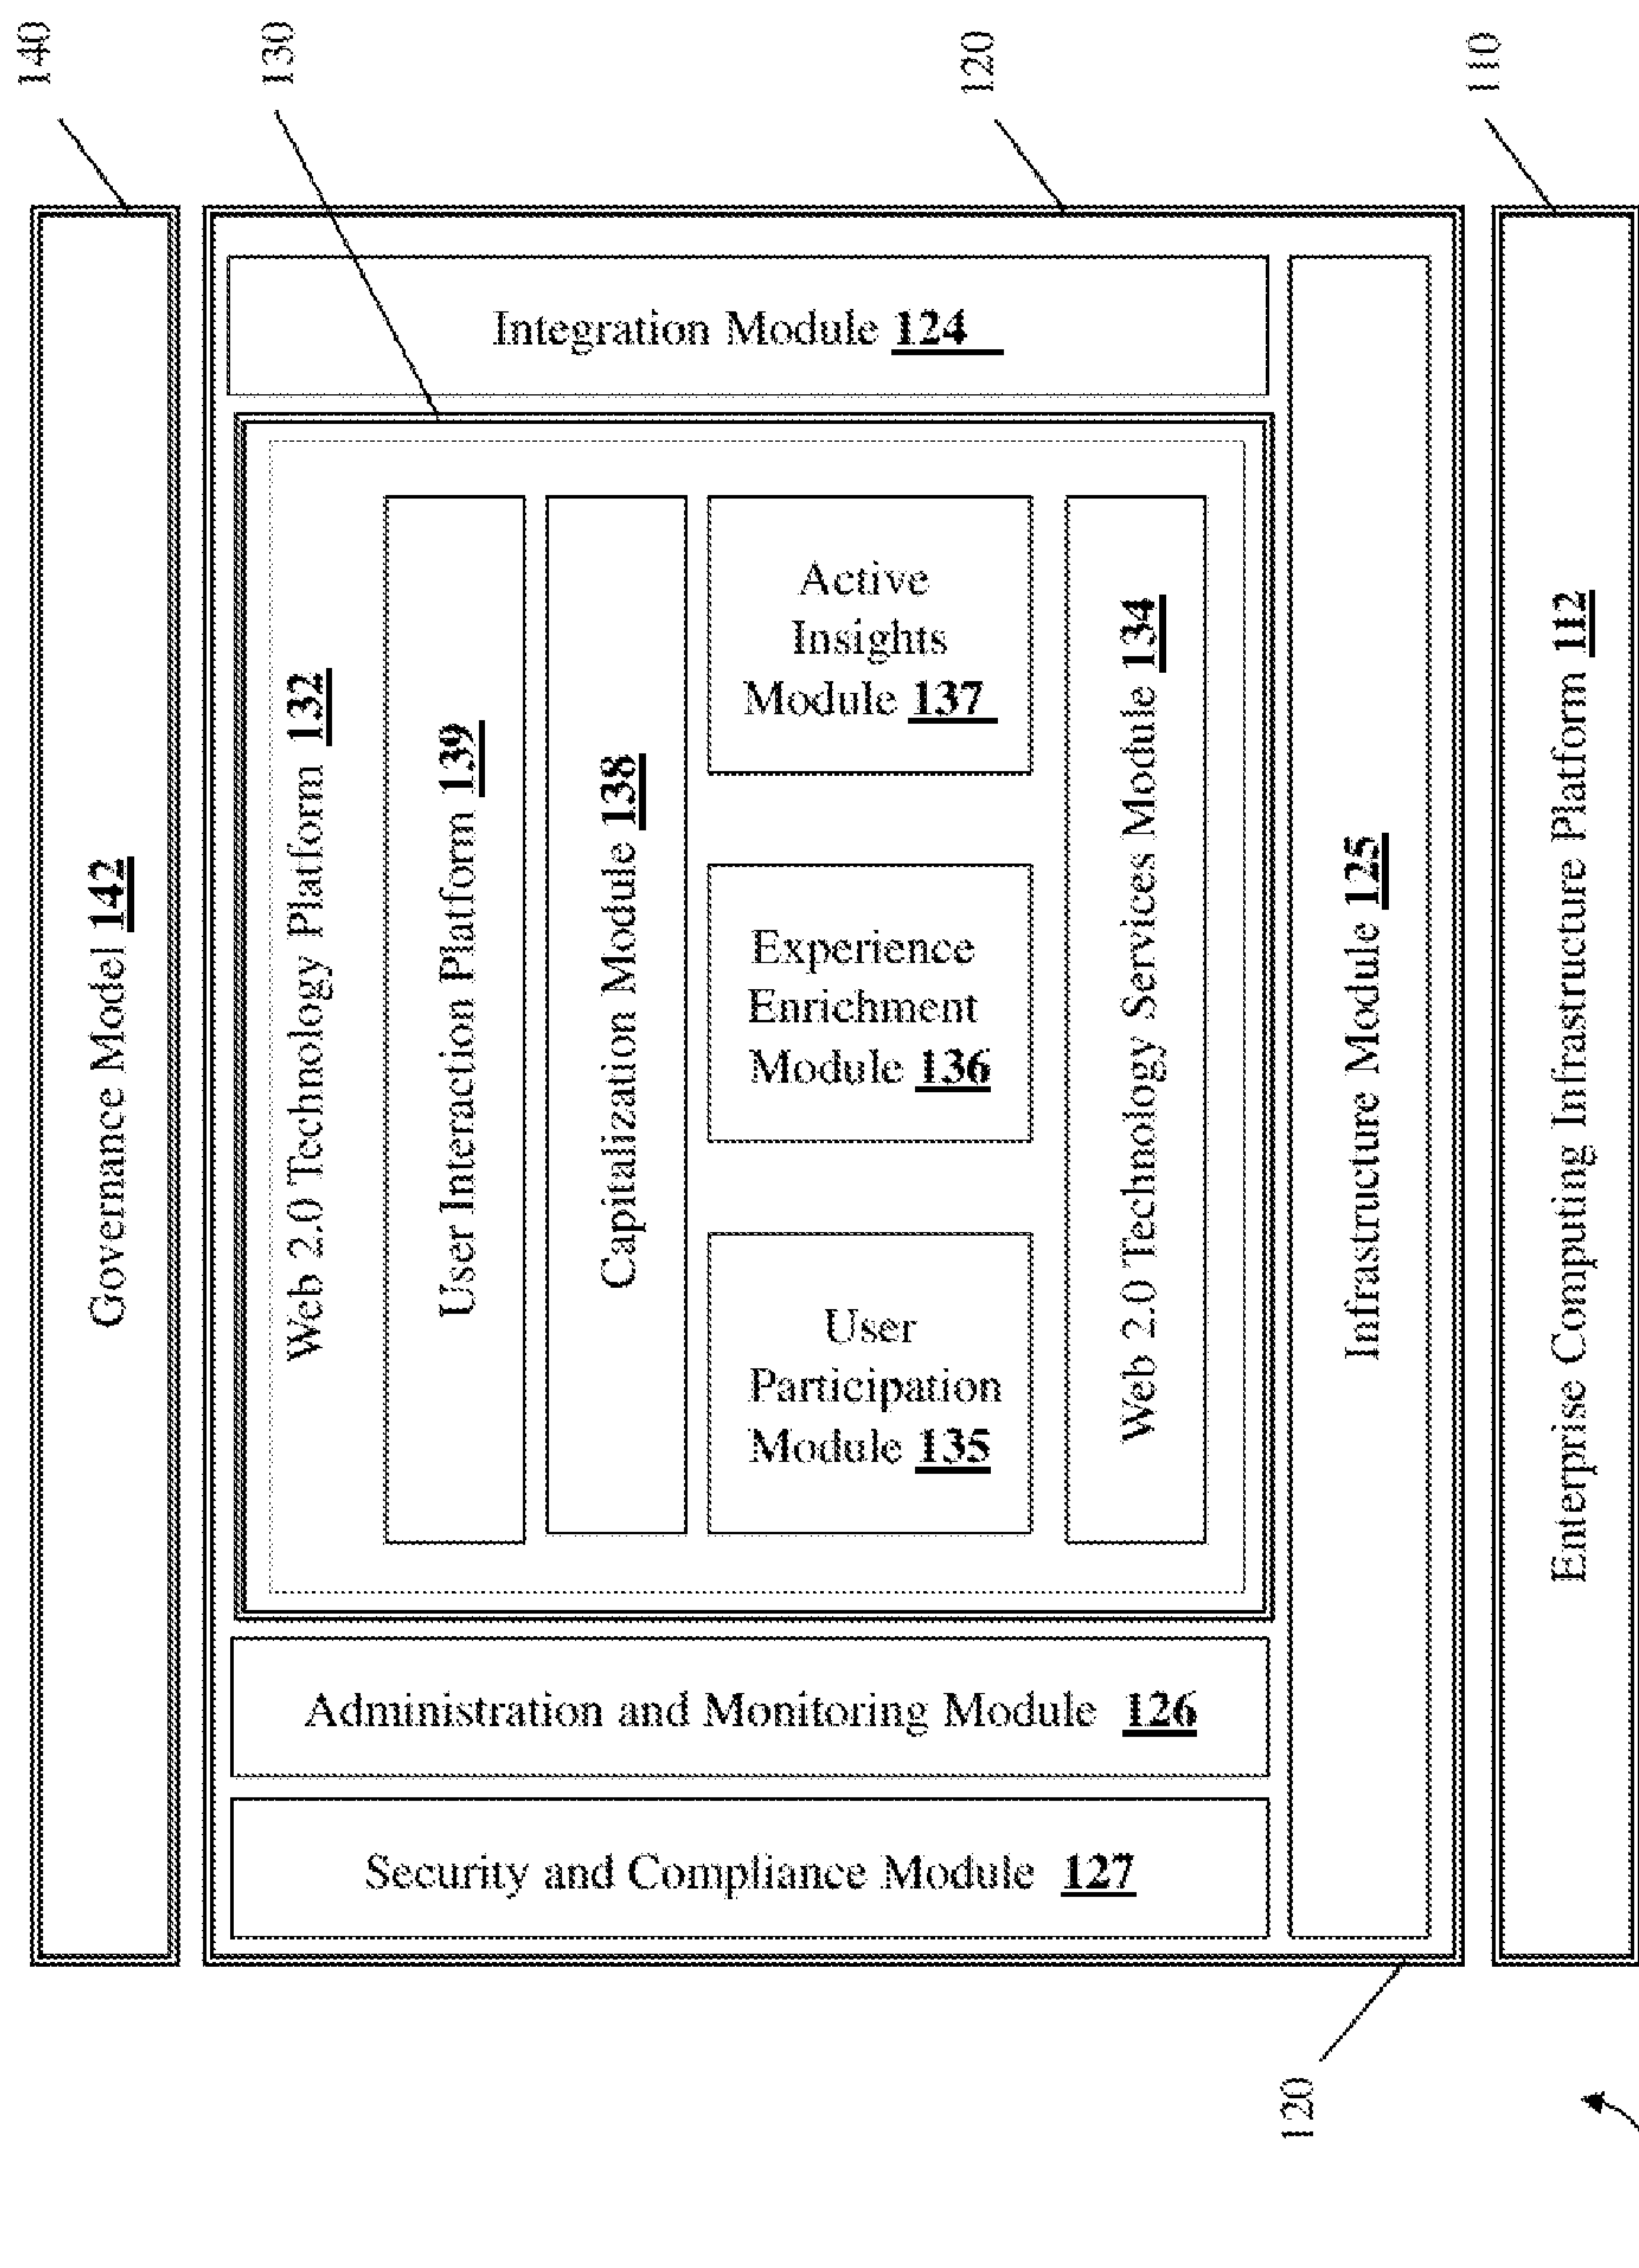 140
130
120
110
Governance Model 142
Integration Module 124
Web 2.0 Technology Platform 132
User Interaction Platform 139
Capitalization Module 138
Active
Insights
Module 137
Experience
Enrichment
Module 136
User
Participation
Module 135
Web 2.0 Technology Services Module 134
Administration and Monitoring Module 126
Security and Compliance Module 127
Infrastructure Module 125
Enterprise Computing Infrastructure Platform 112
120